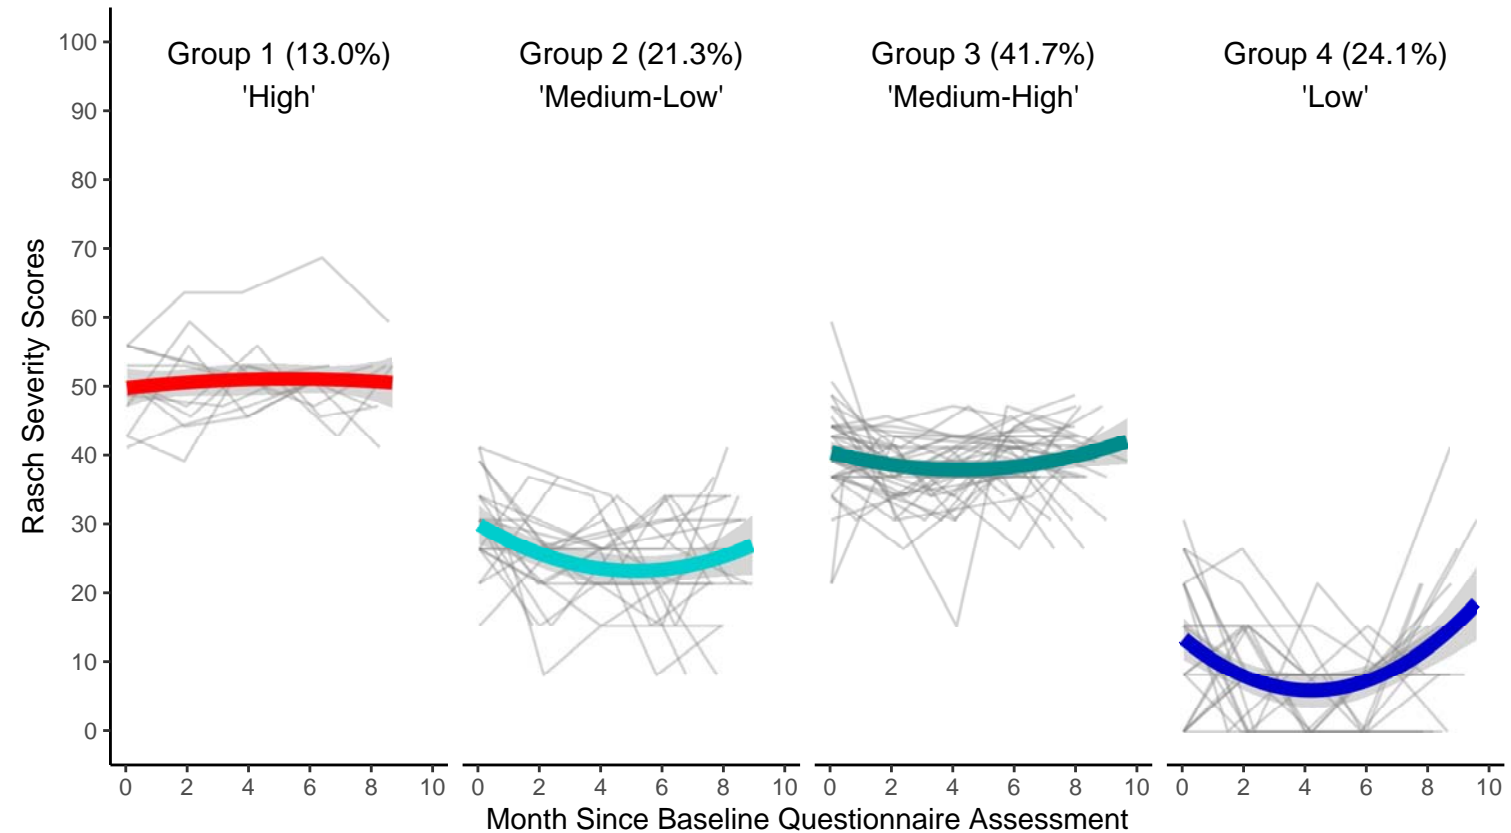 Group 1 (13.0%)
'High'
Group 2 (21.3%)
'Medium-Low'
Group 3 (41.7%)
'Medium-High'
Group 4 (24.1%)
'Low'
Rasch Severity Scores
100
90
80
70
60
50
40
30
20
10
0
0 2 4 6 8 10
0 2 4 6 8 10
0 2 4 6 8 10
0 2 4 6 8 10
Month Since Baseline Questionnaire Assessment